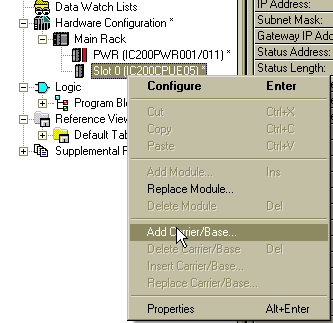 Data Watch Lists
Hardware Configuration *
Main Rack
PWR (IC200PWR001/011) *
Slot 0 (IC200CPUE05) *
Logic
Program Bl
Reference View
Default Tab
Supplemental F
IP Address:
Subnet Mask:
Gateway IP Add
Status Address:
Status Length:
Configure Enter
Cut Ctrl+X
Copy Ctrl+C
Paste Ctrl+V
Add Module... Ins
Replace Module...
Delete Module Del
Add Carrier/Base...
Delete Carrier/Base Del
Insert Carrier/Base...
Replace Carrier/Base...
Properties Alt+Enter